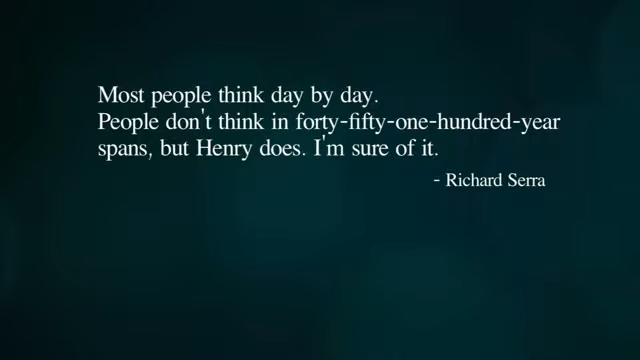 Most people think day by day.
People don't think in forty-fifty-one-hundred-year
spans, but Henry does. I'm sure of it.
- Richard Serra